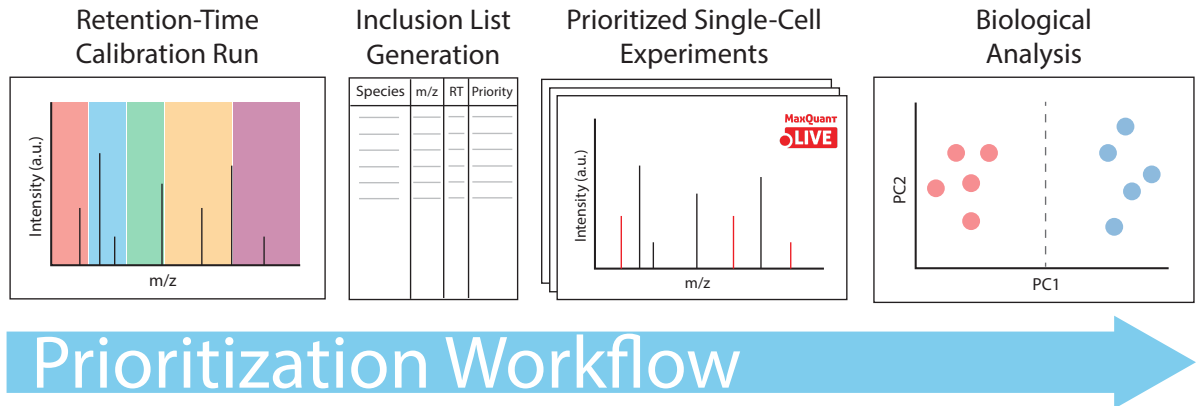 Retention-Time
Calibration Run
Intensity (a.u.)
m/z
Inclusion List
Generation
Species m/z RT Priority
Prioritized Single-Cell
Experiments
MaxQuant
LIVE
Intensity (a.u.)
m/z
Biological
Analysis
PC2
PC1
Prioritization Workflow